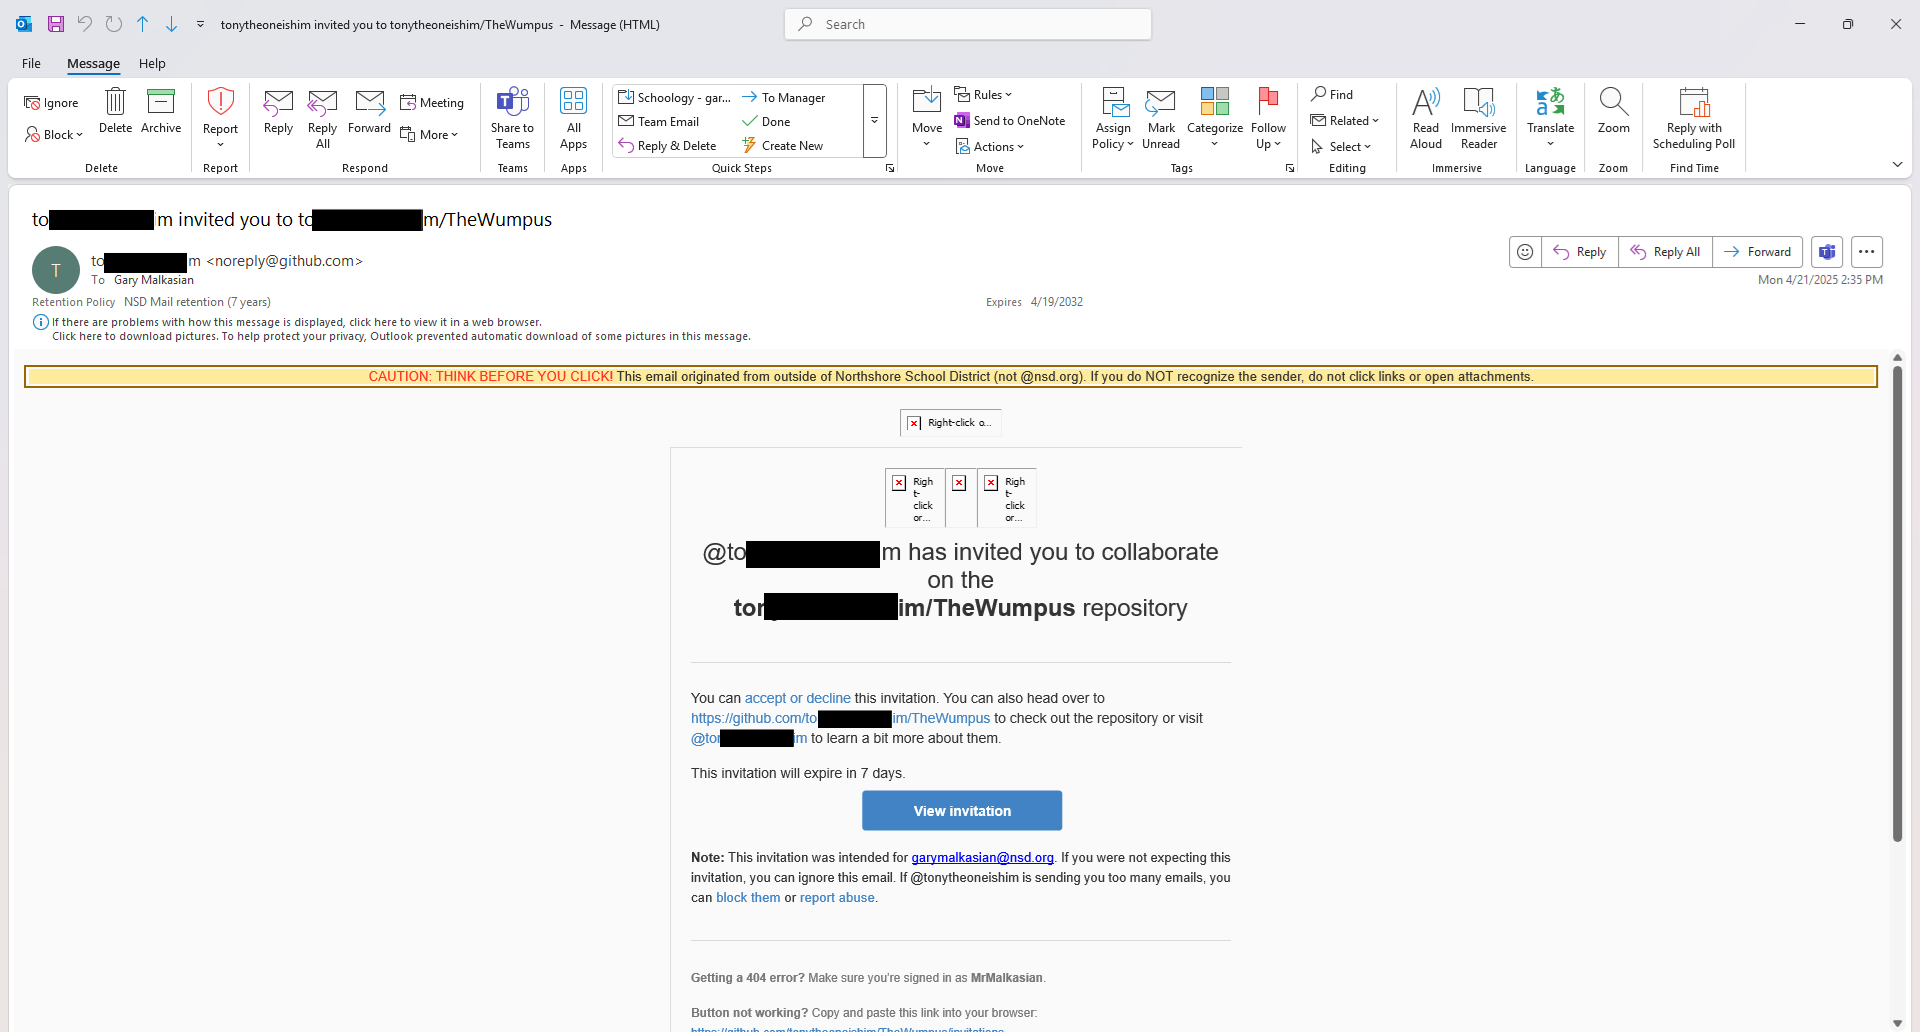 tonytheoneishim invited you to tonytheoneishim/TheWumpus - Message (HTML)
Search
File Message Help
Ignore
Block
Delete
Archive
Delete
Report
Report
Reply
Reply All
Forward
Meeting
More
Respond
Share to Teams
Teams
All Apps
Apps
Schoology - gar...
To Manager
Team Email
Done
Reply & Delete
Create New
Quick Steps
Move
Rules
Send to OneNote
Actions
Move
Assign Policy
Mark Unread
Categorize
Follow Up
Tags
Find
Related
Select
Editing
Read Aloud
Immersive Reader
Immersive
Translate
Language
Zoom
Zoom
Reply with Scheduling Poll
Find Time
to im invited you to to m/TheWumpus
T
to m <noreply@github.com>
To Gary Malkasian
Reply
Reply All
Forward
Mon 4/21/2025 2:35 PM
Retention Policy NSD Mail retention (7 years)
Expires 4/19/2032
If there are problems with how this message is displayed, click here to view it in a web browser.
Click here to download pictures. To help protect your privacy, Outlook prevented automatic download of some pictures in this message.
CAUTION: THINK BEFORE YOU CLICK! This email originated from outside of Northshore School District (not @nsd.org). If you do NOT recognize the sender, do not click links or open attachments.
Right-click o...
Righ
t-
click
or...
Righ
t-
click
or...
@to m has invited you to collaborate
on the
ton im/TheWumpus repository
You can accept or decline this invitation. You can also head over to
https://github.com/to im/TheWumpus to check out the repository or visit
@ton im to learn a bit more about them.
This invitation will expire in 7 days.
View invitation
Note: This invitation was intended for garymalkasian@nsd.org. If you were not expecting this
invitation, you can ignore this email. If @tonytheoneishim is sending you too many emails, you
can block them or report abuse.
Getting a 404 error? Make sure you're signed in as MrMalkasian.
Button not working? Copy and paste this link into your browser:
https://github.com/tonytheoneishim/TheWumpus/invitations